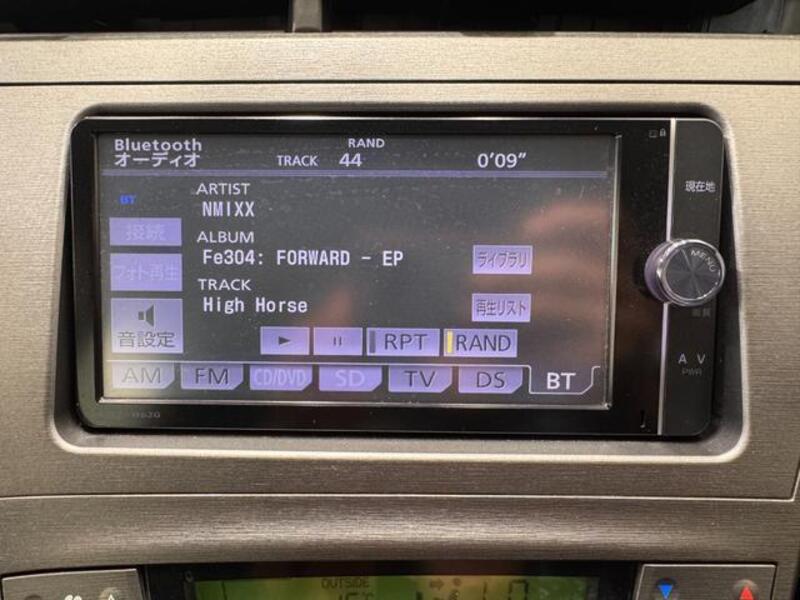 Bluetooth
オーディオ
RAND
TRACK 44 0'09"
BT
ARTIST
NMIXX
接続
ALBUM
Fe304: FORWARD - EP
ライブラリ
フォト再生
TRACK
High Horse
再生リスト
音設定
RPT RAND
AM FM CD/DVD SD TV DS BT
現在地
MENU
画質
A V
PWR
OUTSIDE